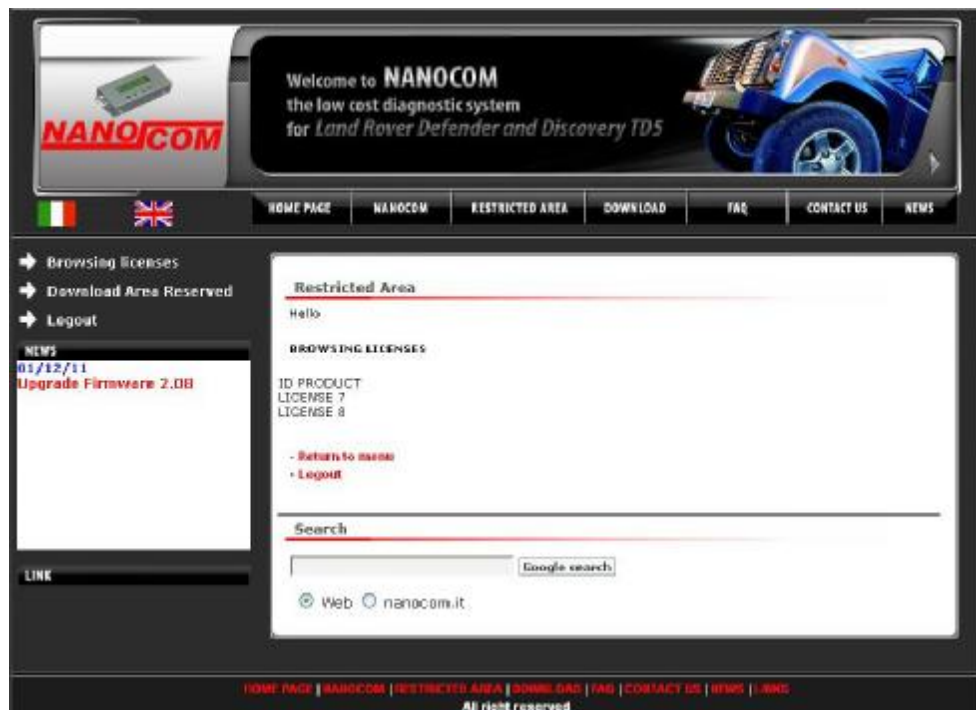 NANOCOM
Welcome to NANOCOM
the low cost diagnostic system
for Land Rover Defender and Discovery TD5
HOME PAGE NANOCOM RESTRICTED AREA DOWNLOAD FAQ CONTACT US NEWS
Browsing licenses
Download Area Reserved
Logout
NEWS
01/12/11
Upgrade Firmware 2.08
LINK
Restricted Area
Hello
BROWSING LICENSES
ID PRODUCT
LICENSE 7
LICENSE 8
- Return to menu
- Logout
Search
Google search
Web nanocom.it
HOME PAGE | NANOCOM | RESTRICTED AREA | DOWNLOAD | FAQ | CONTACT US | NEWS | LINKS
All right reserved